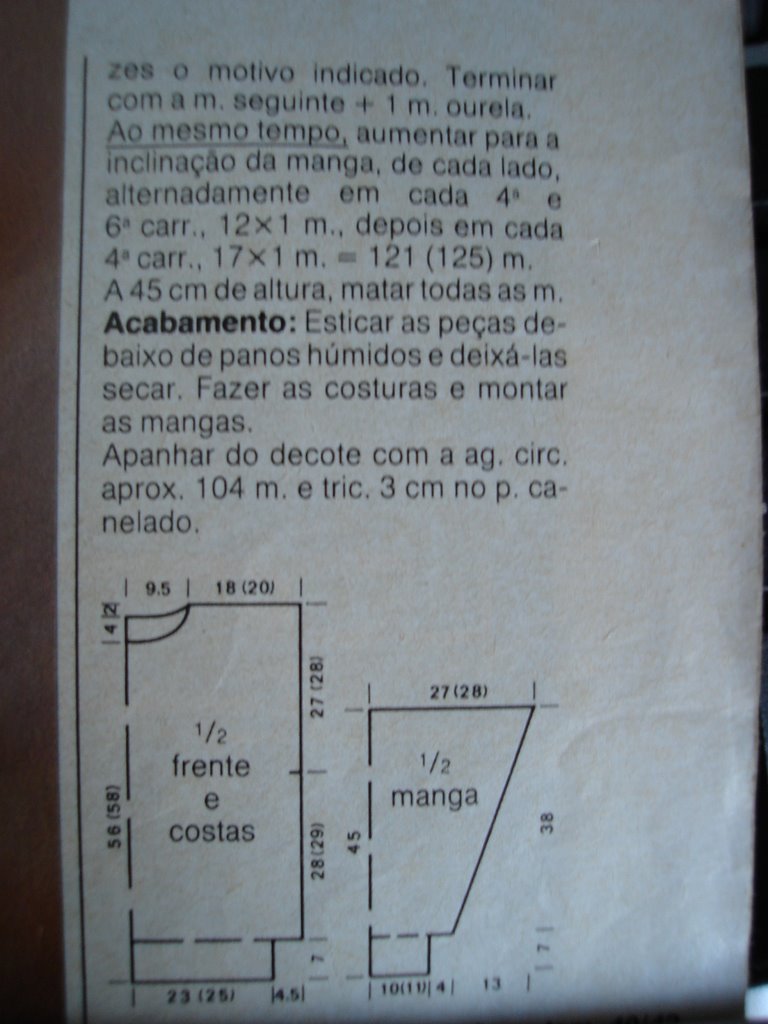 zes o motivo indicado. Terminar
com a m. seguinte + 1 m. ourela.
Ao mesmo tempo, aumentar para a
inclinação da manga, de cada lado,
alternadamente em cada 4ª e
6ª carr., 12×1 m., depois em cada
4ª carr., 17×1 m. = 121 (125) m.
A 45 cm de altura, matar todas as m.
Acabamento: Esticar as peças de-
baixo de panos húmidos e deixá-las
secar. Fazer as costuras e montar
as mangas.
Apanhar do decote com a ag. circ.
aprox. 104 m. e tric. 3 cm no p. ca-
nelado.
9.5 18 (20)
4 2
27 (28)
56 (58)
28 (29)
7
1/2
frente
e
costas
23 (25) 4.5
27 (28)
1/2
manga
45
38
7
10(11) 4 13